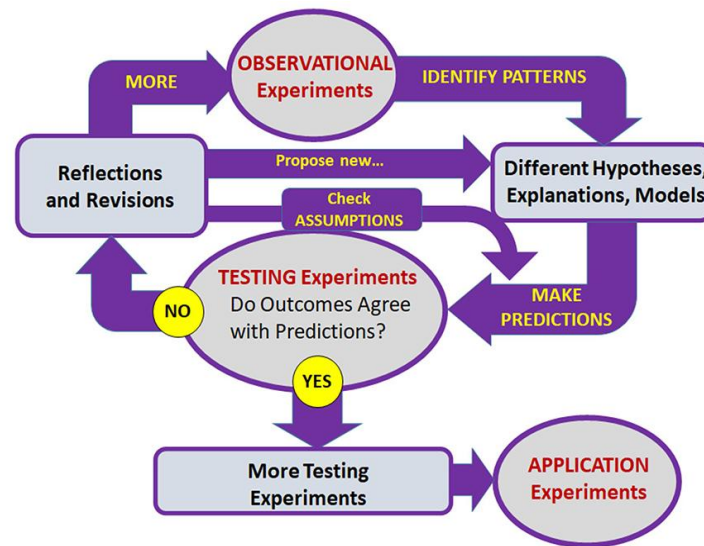 OBSERVATIONAL
Experiments
MORE
IDENTIFY PATTERNS
Reflections
and Revisions
Propose new...
Different Hypotheses,
Explanations, Models
Check
ASSUMPTIONS
TESTING Experiments
Do Outcomes Agree
with Predictions?
MAKE
PREDICTIONS
NO
YES
More Testing
Experiments
APPLICATION
Experiments